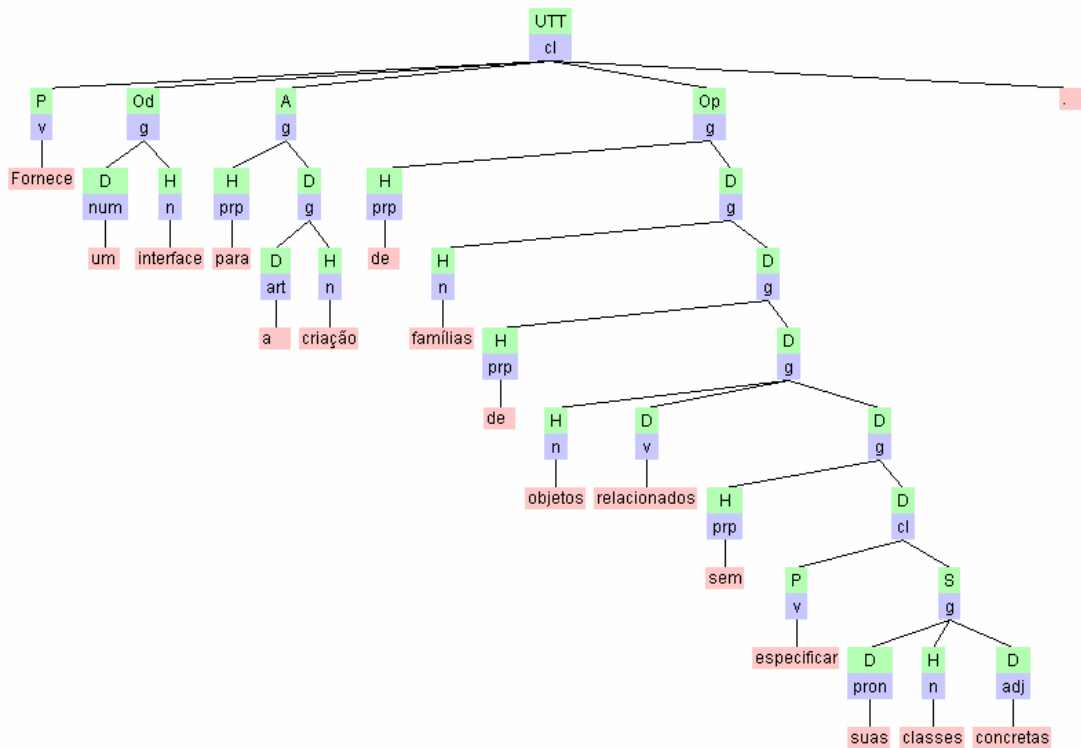 UTT
cl
P Od A Op .
v g g g
Fornece D H H D H D
num n prp g prp g
um interface para D H de H D
art n n g
a criação famílias H D
prp g
de H D D
n v g
objetos relacionados H D
prp cl
sem P S
v g
especificar D H D
pron n adj
suas classes concretas